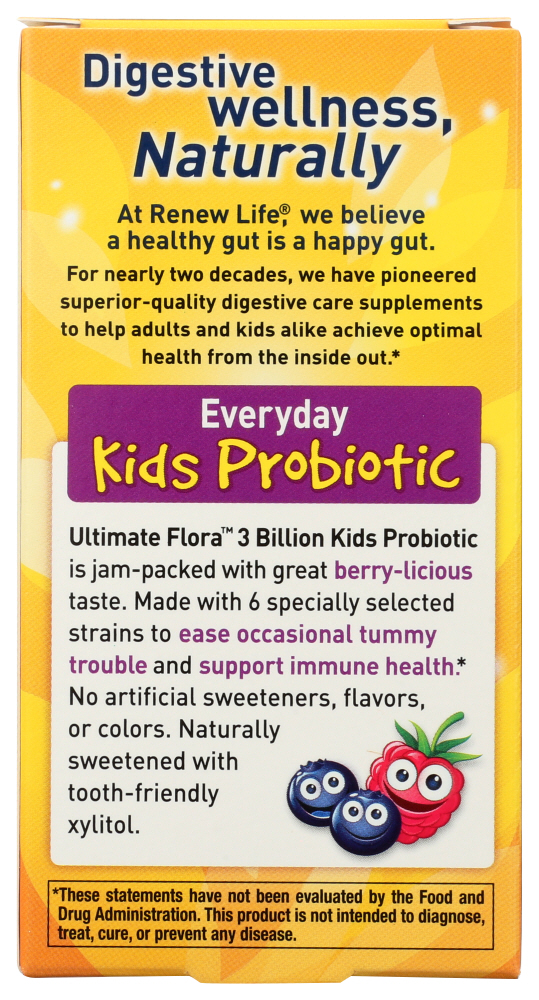 Digestive
wellness,
Naturally
At Renew Life®, we believe
a healthy gut is a happy gut.
For nearly two decades, we have pioneered
superior-quality digestive care supplements
to help adults and kids alike achieve optimal
health from the inside out.*
Everyday
Kids Probiotic
Ultimate Flora™ 3 Billion Kids Probiotic
is jam-packed with great berry-licious
taste. Made with 6 specially selected
strains to ease occasional tummy
trouble and support immune health.*
No artificial sweeteners, flavors,
or colors. Naturally
sweetened with
tooth-friendly
xylitol.
*These statements have not been evaluated by the Food and
Drug Administration. This product is not intended to diagnose,
treat, cure, or prevent any disease.